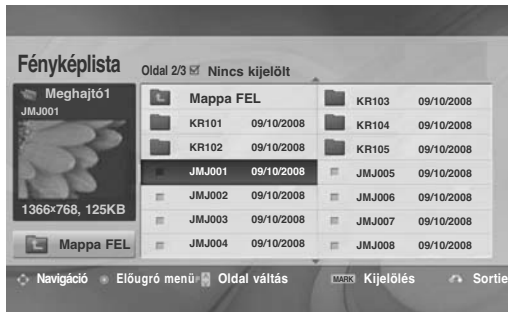 Fényképlista
Oldal 2/3 Nincs kijelölt
Meghajtó1
JMJ001
1366x768, 125KB
Mappa FEL
Mappa FEL
KR101 09/10/2008
KR102 09/10/2008
JMJ001 09/10/2008
JMJ002 09/10/2008
JMJ003 09/10/2008
JMJ004 09/10/2008
KR103 09/10/2008
KR104 09/10/2008
KR105 09/10/2008
JMJ005 09/10/2008
JMJ006 09/10/2008
JMJ007 09/10/2008
JMJ008 09/10/2008
Navigáció Előugró menü Oldal váltás MARK Kijelölés Sortie